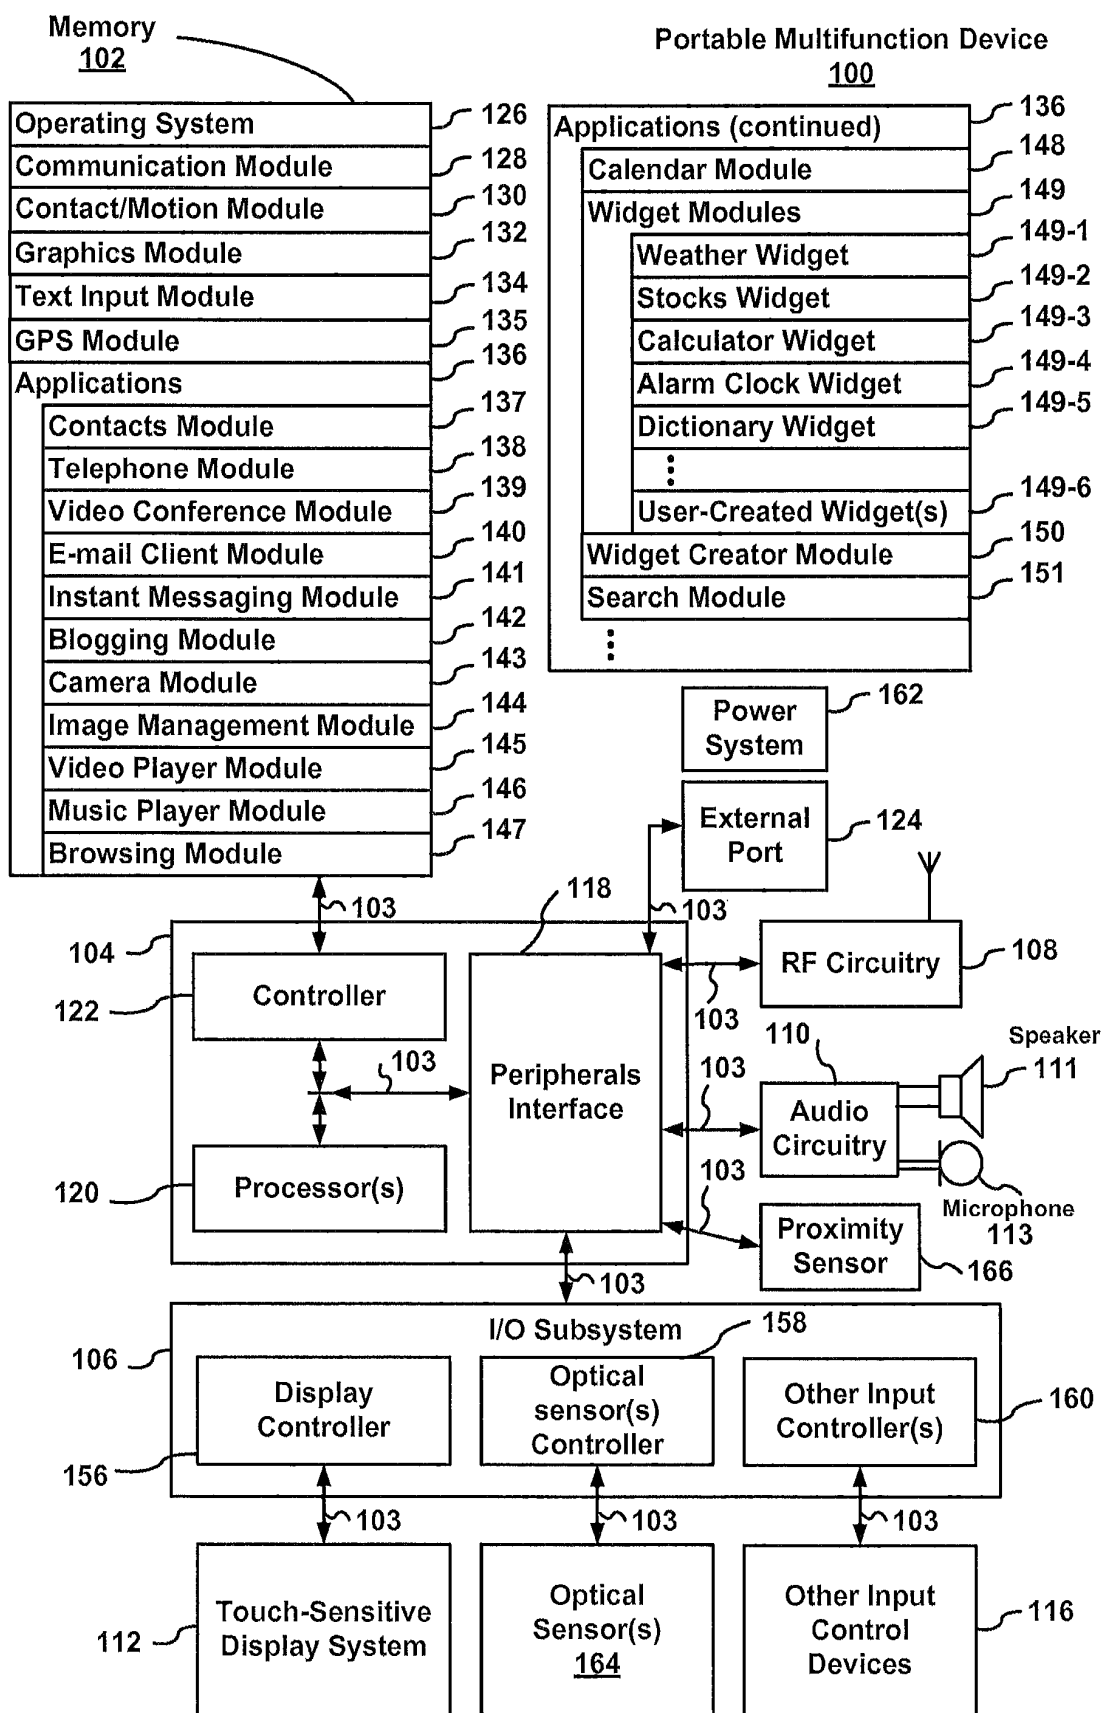 Memory
102
Portable Multifunction Device
100
Operating System
126
Communication Module
128
Contact/Motion Module
130
Graphics Module
132
Text Input Module
134
GPS Module
135
Applications
136
Contacts Module
137
Telephone Module
138
Video Conference Module
139
E-mail Client Module
140
Instant Messaging Module
141
Blogging Module
142
Camera Module
143
Image Management Module
144
Video Player Module
145
Music Player Module
146
Browsing Module
147
Applications (continued)
136
Calendar Module
148
Widget Modules
149
Weather Widget
149-1
Stocks Widget
149-2
Calculator Widget
149-3
Alarm Clock Widget
149-4
Dictionary Widget
149-5
User-Created Widget(s)
149-6
Widget Creator Module
150
Search Module
151
Power
System
162
External
Port
124
103
118
103
104
Controller
122
RF Circuitry
108
103
103
Peripherals
Interface
Processor(s)
120
110
Audio
Circuitry
103
Speaker
111
Microphone
113
103
Proximity
Sensor
166
103
I/O Subsystem
106
158
Display
Controller
156
Optical
sensor(s)
Controller
Other Input
Controller(s)
160
103
103
103
Touch-Sensitive
Display System
112
Optical
Sensor(s)
164
Other Input
Control
Devices
116